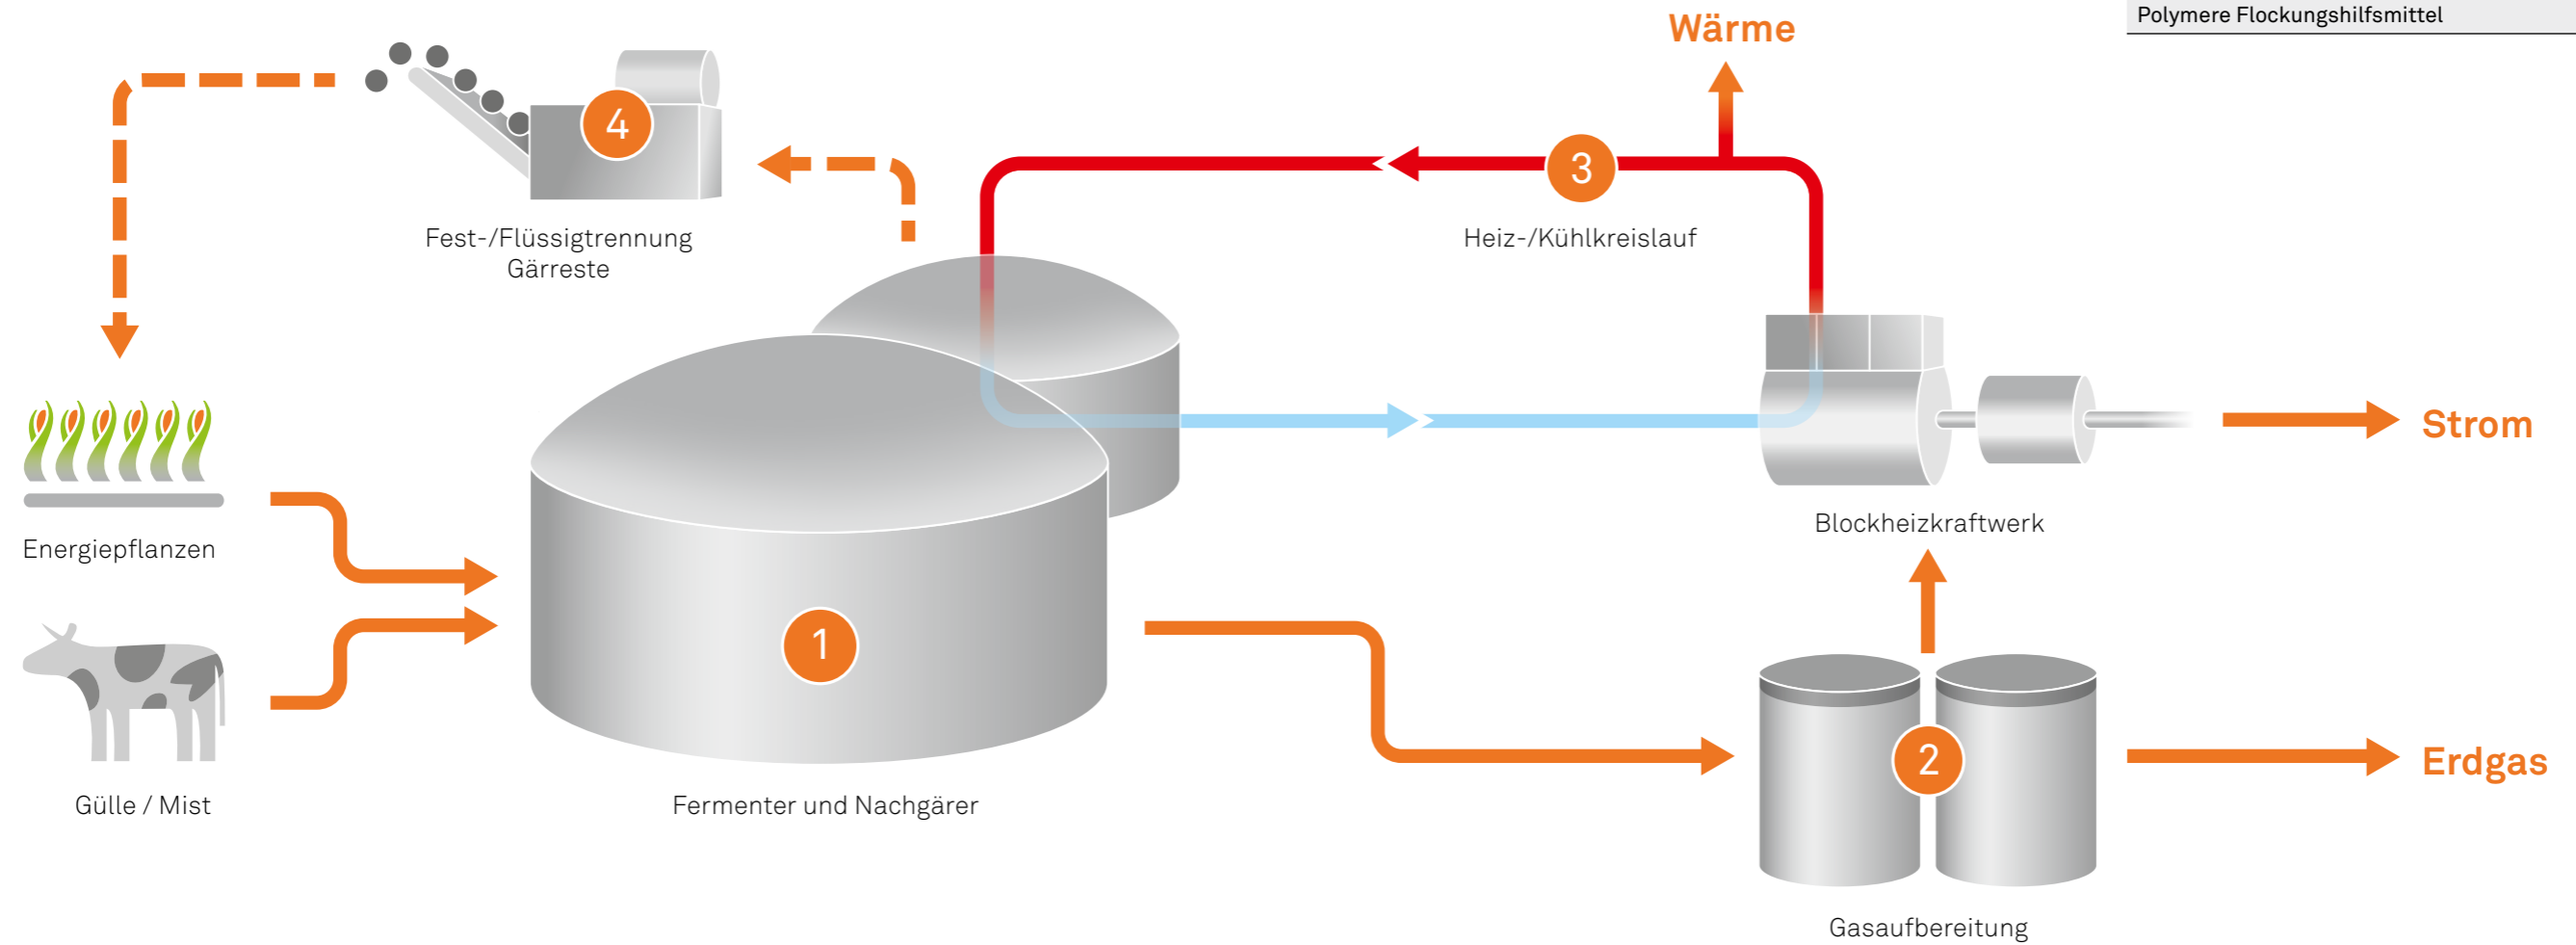 Polymere Flockungshilfsmittel
Wärme
4
3
Fest-/Flüssigtrennung
Gärreste
Heiz-/Kühlkreislauf
Strom
Blockheizkraftwerk
Energiepflanzen
1
2
Erdgas
Gülle / Mist
Fermenter und Nachgärer
Gasaufbereitung